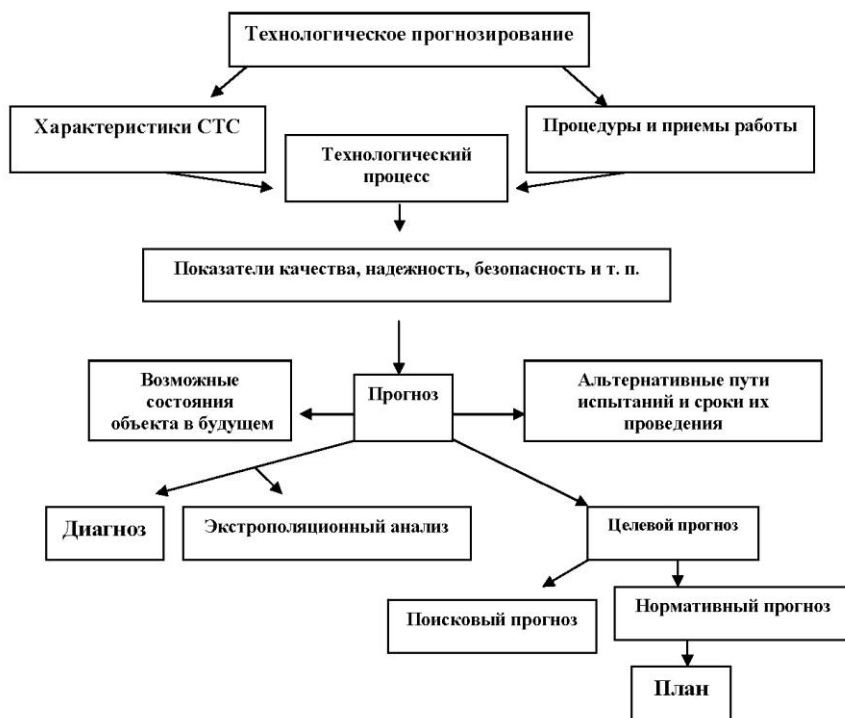 Технологическое прогнозирование
Характеристики СТС
Процедуры и приемы работы
Технологический
процесс
Показатели качества, надежность, безопасность и т. п.
Возможные
состояния
объекта в будущем
Прогноз
Альтернативные пути
испытаний и сроки их
проведения
Диагноз
Экстрополяционный анализ
Целевой прогноз
Поисковый прогноз
Нормативный прогноз
План